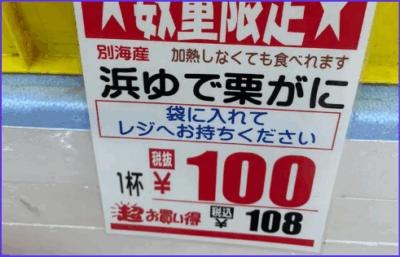 ★数量限定★
別海産 加熱しなくても食べれます
浜ゆで栗がに
袋に入れて
レジへお持ちください
1杯 税抜 ¥100
超お買い得 税込 ¥108